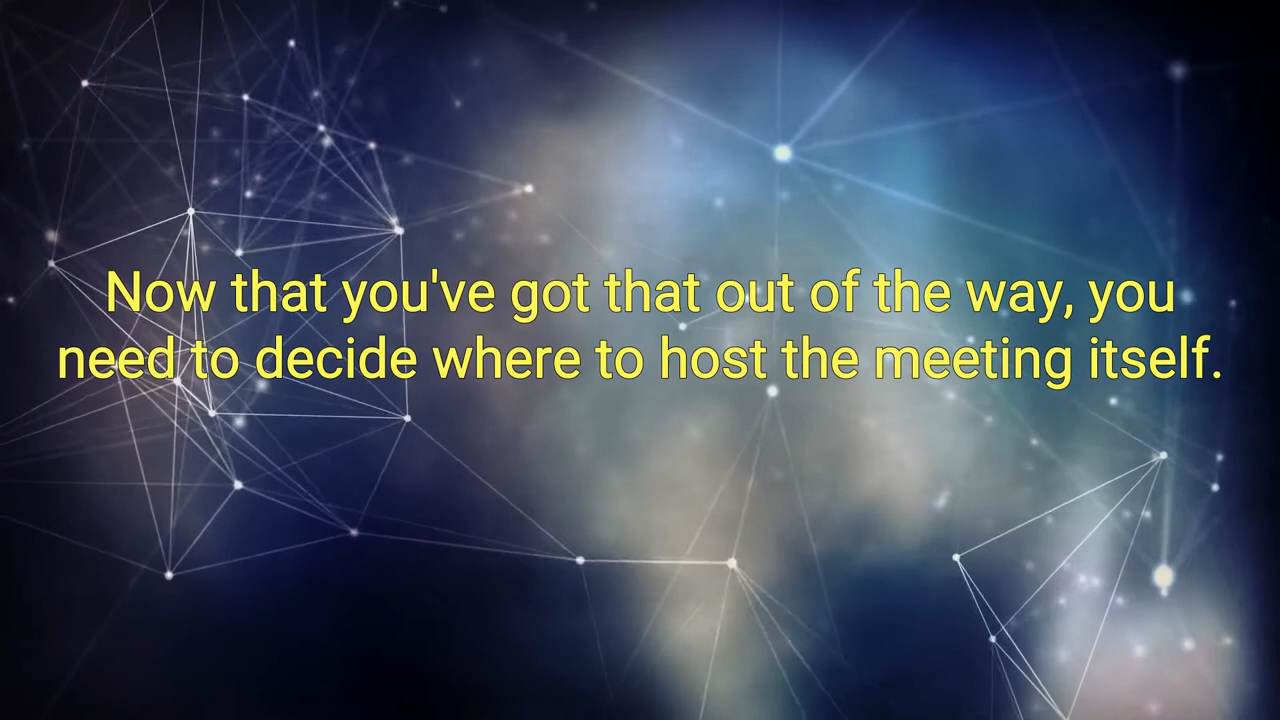 Now that you've got that out of the way, you
need to decide where to host the meeting itself.